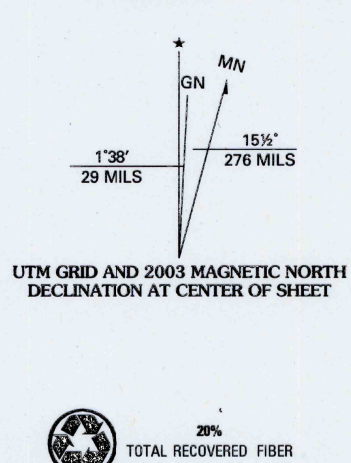 ★
MN
GN
1°38′
29 MILS
15½°
276 MILS
UTM GRID AND 2003 MAGNETIC NORTH
DECLINATION AT CENTER OF SHEET
20%
TOTAL RECOVERED FIBER